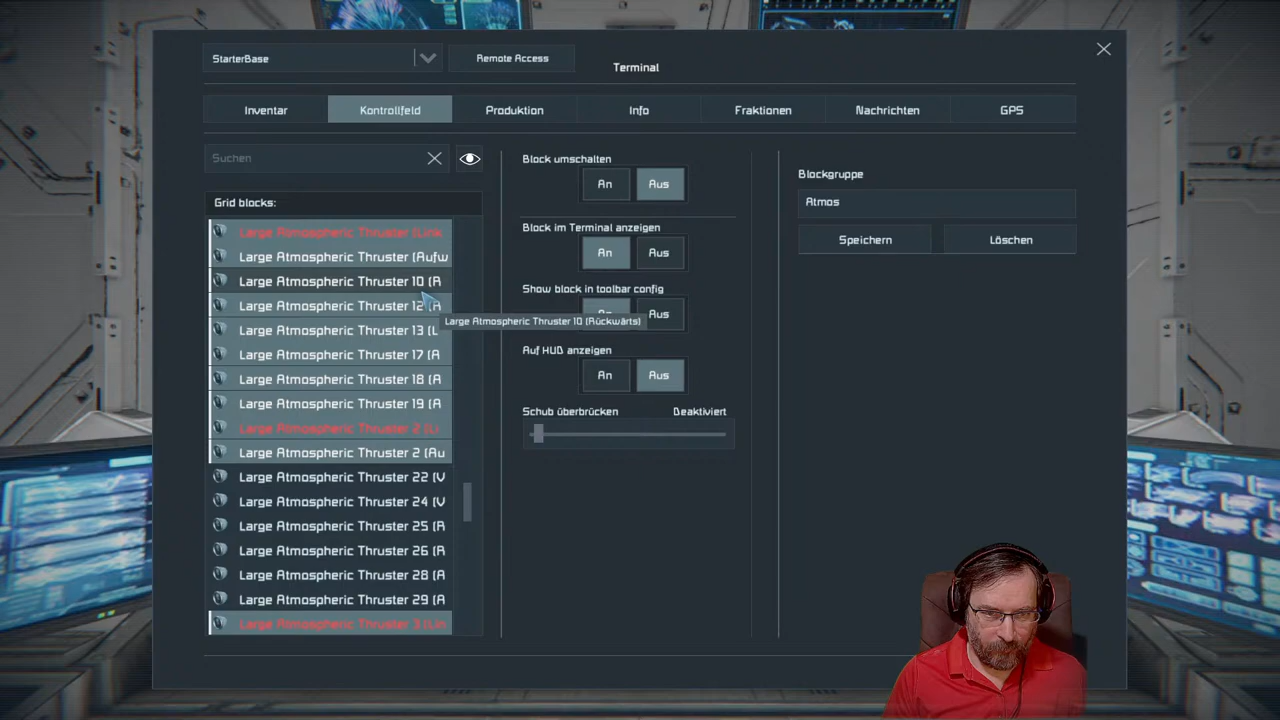 StarterBase
Remote Access
Terminal
Inventar
Kontrollfeld
Produktion
Info
Fraktionen
Nachrichten
GPS
Suchen
Grid blocks:
Large Atmospheric Thruster (Link
Large Atmospheric Thruster (Aufw
Large Atmospheric Thruster 10 (R
Large Atmospheric Thruster 12 (A
Large Atmospheric Thruster 13 (L
Large Atmospheric Thruster 17 (A
Large Atmospheric Thruster 18 (A
Large Atmospheric Thruster 19 (A
Large Atmospheric Thruster 2 (Li
Large Atmospheric Thruster 2 (Au
Large Atmospheric Thruster 22 (V
Large Atmospheric Thruster 24 (V
Large Atmospheric Thruster 25 (R
Large Atmospheric Thruster 26 (R
Large Atmospheric Thruster 28 (A
Large Atmospheric Thruster 29 (A
Large Atmospheric Thruster 3 (Lin
Large Atmospheric Thruster 10 (Rückwärts)
Block umschalten
An Aus
Block im Terminal anzeigen
An Aus
Show block in toolbar config
Aus
Auf HUD anzeigen
An Aus
Schub überbrücken Deaktiviert
Blockgruppe
Atmos
Speichern Löschen